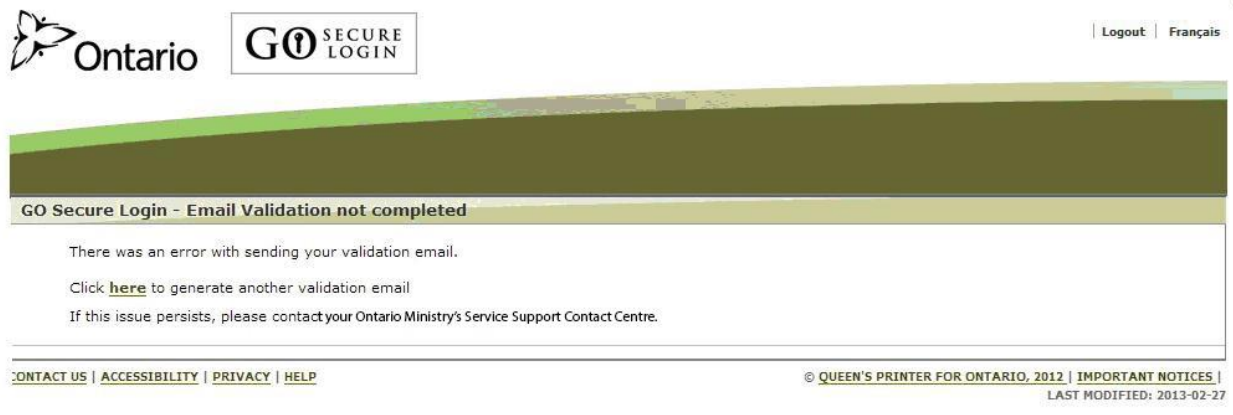 Ontario
GO SECURE LOGIN
Logout | Français
GO Secure Login - Email Validation not completed
There was an error with sending your validation email.
Click here to generate another validation email
If this issue persists, please contact your Ontario Ministry's Service Support Contact Centre.
CONTACT US | ACCESSIBILITY | PRIVACY | HELP
© QUEEN'S PRINTER FOR ONTARIO, 2012 | IMPORTANT NOTICES |
LAST MODIFIED: 2013-02-27